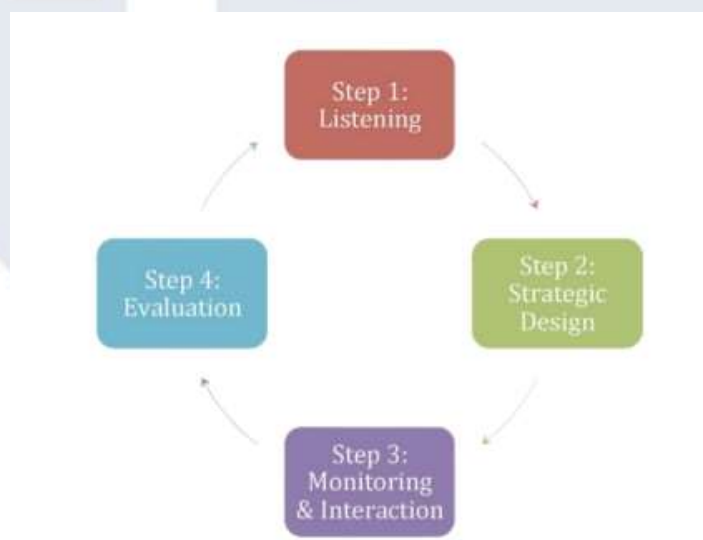 Step 1:
Listening
Step 2:
Strategic
Design
Step 3:
Monitoring
& Interaction
Step 4:
Evaluation